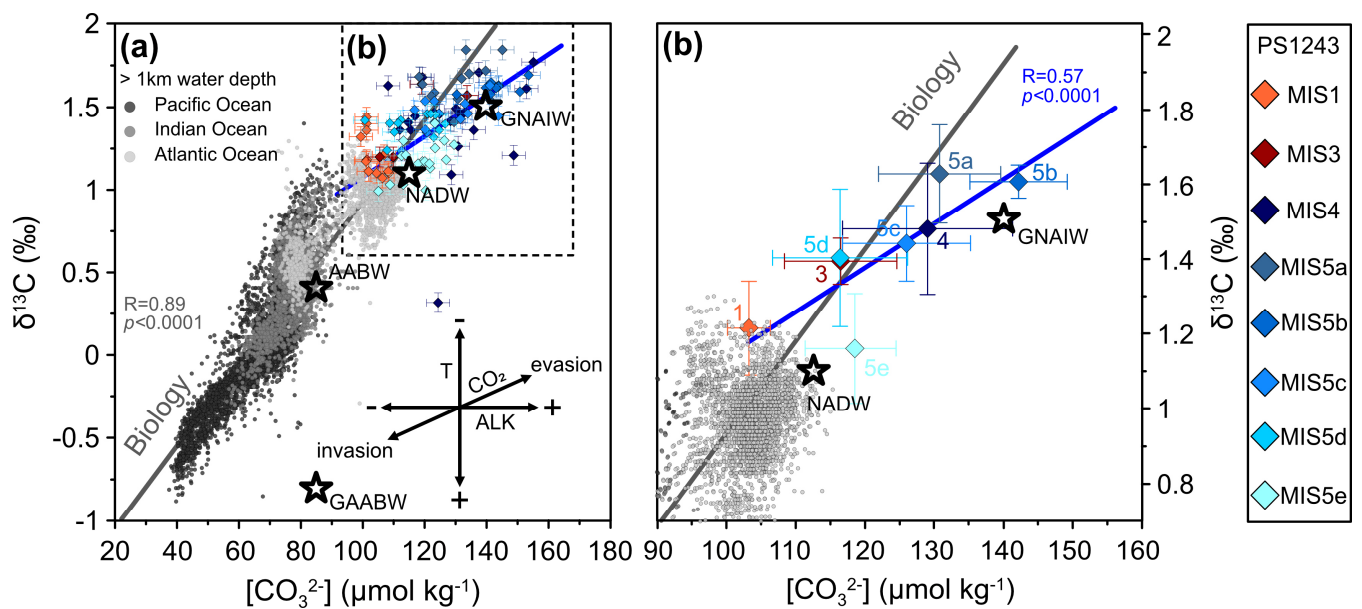 (a)
> 1km water depth
Pacific Ocean
Indian Ocean
Atlantic Ocean
(b)
GNAIW
NADW
AABW
R=0.89
p<0.0001
Biology
GAABW
-
T
CO₂
evasion
-
ALK
+
invasion
+
2
1.5
1
0.5
0
-0.5
-1
δ¹³C (‰)
20 40 60 80 100 120 140 160 180
[CO₃²⁻] (µmol kg⁻¹)
(b)
Biology
R=0.57
p<0.0001
5a
5b
5c
4
GNAIW
5d
3
1
5e
NADW
2
1.8
1.6
1.4
1.2
1
0.8
δ¹³C (‰)
90 100 110 120 130 140 150 160
[CO₃²⁻] (µmol kg⁻¹)
PS1243
MIS1
MIS3
MIS4
MIS5a
MIS5b
MIS5c
MIS5d
MIS5e